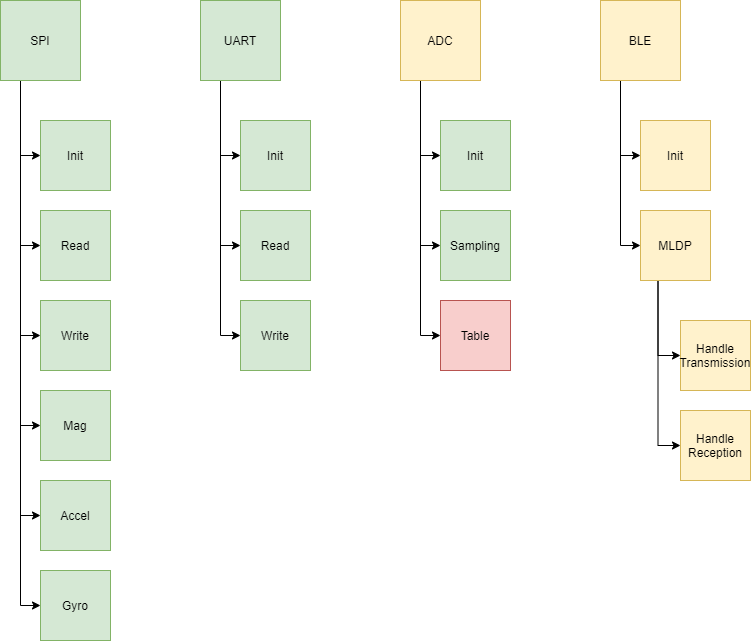 SPI
Init
Read
Write
Mag
Accel
Gyro
UART
Init
Read
Write
ADC
Init
Sampling
Table
BLE
Init
MLDP
Handle
Transmission
Handle
Reception